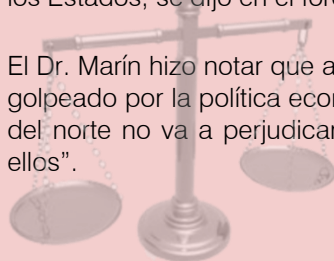 los Estados, se dijo en el foro
El Dr. Marín hizo notar que a
golpeado por la política econ
del norte no va a perjudicar
ellos”.